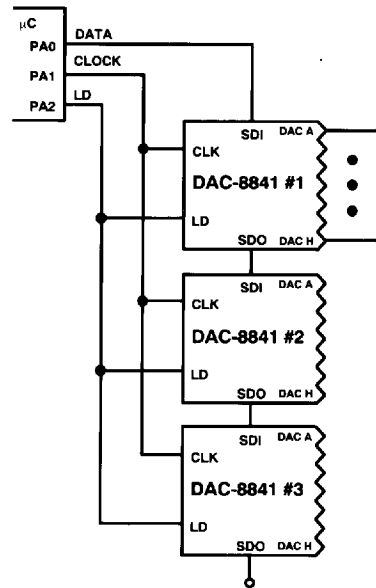 μC
DATA
PA0
CLOCK
PA1
LD
PA2
SDI DAC A
CLK
DAC-8841 #1
LD
SDO DAC H
SDI DAC A
CLK
DAC-8841 #2
LD
SDO DAC H
SDI DAC A
CLK
DAC-8841 #3
LD
SDO DAC H